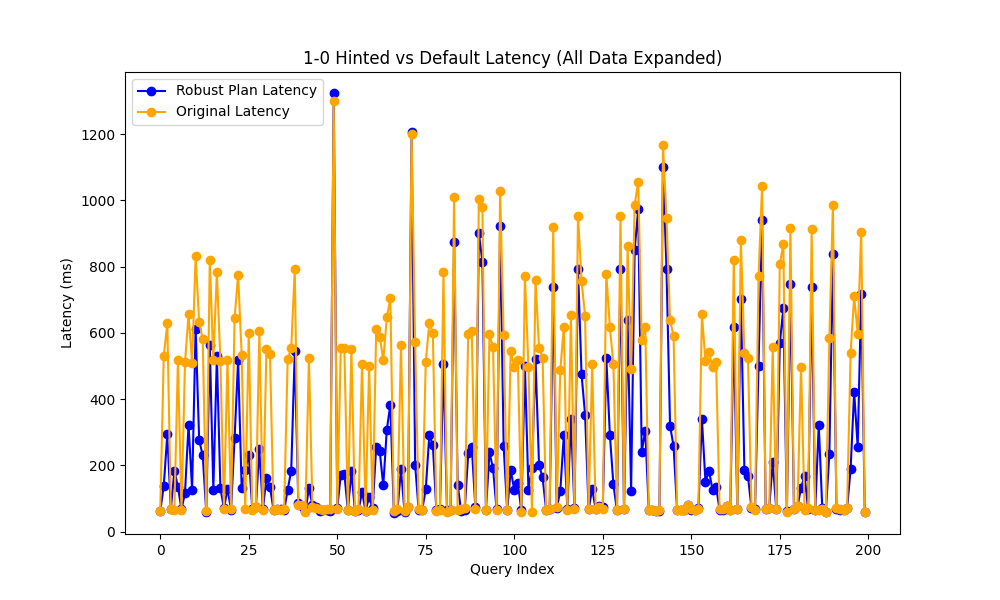 1-0 Hinted vs Default Latency (All Data Expanded)
Robust Plan Latency
Original Latency
Latency (ms)
1200
1000
800
600
400
200
0
0 25 50 75 100 125 150 175 200
Query Index